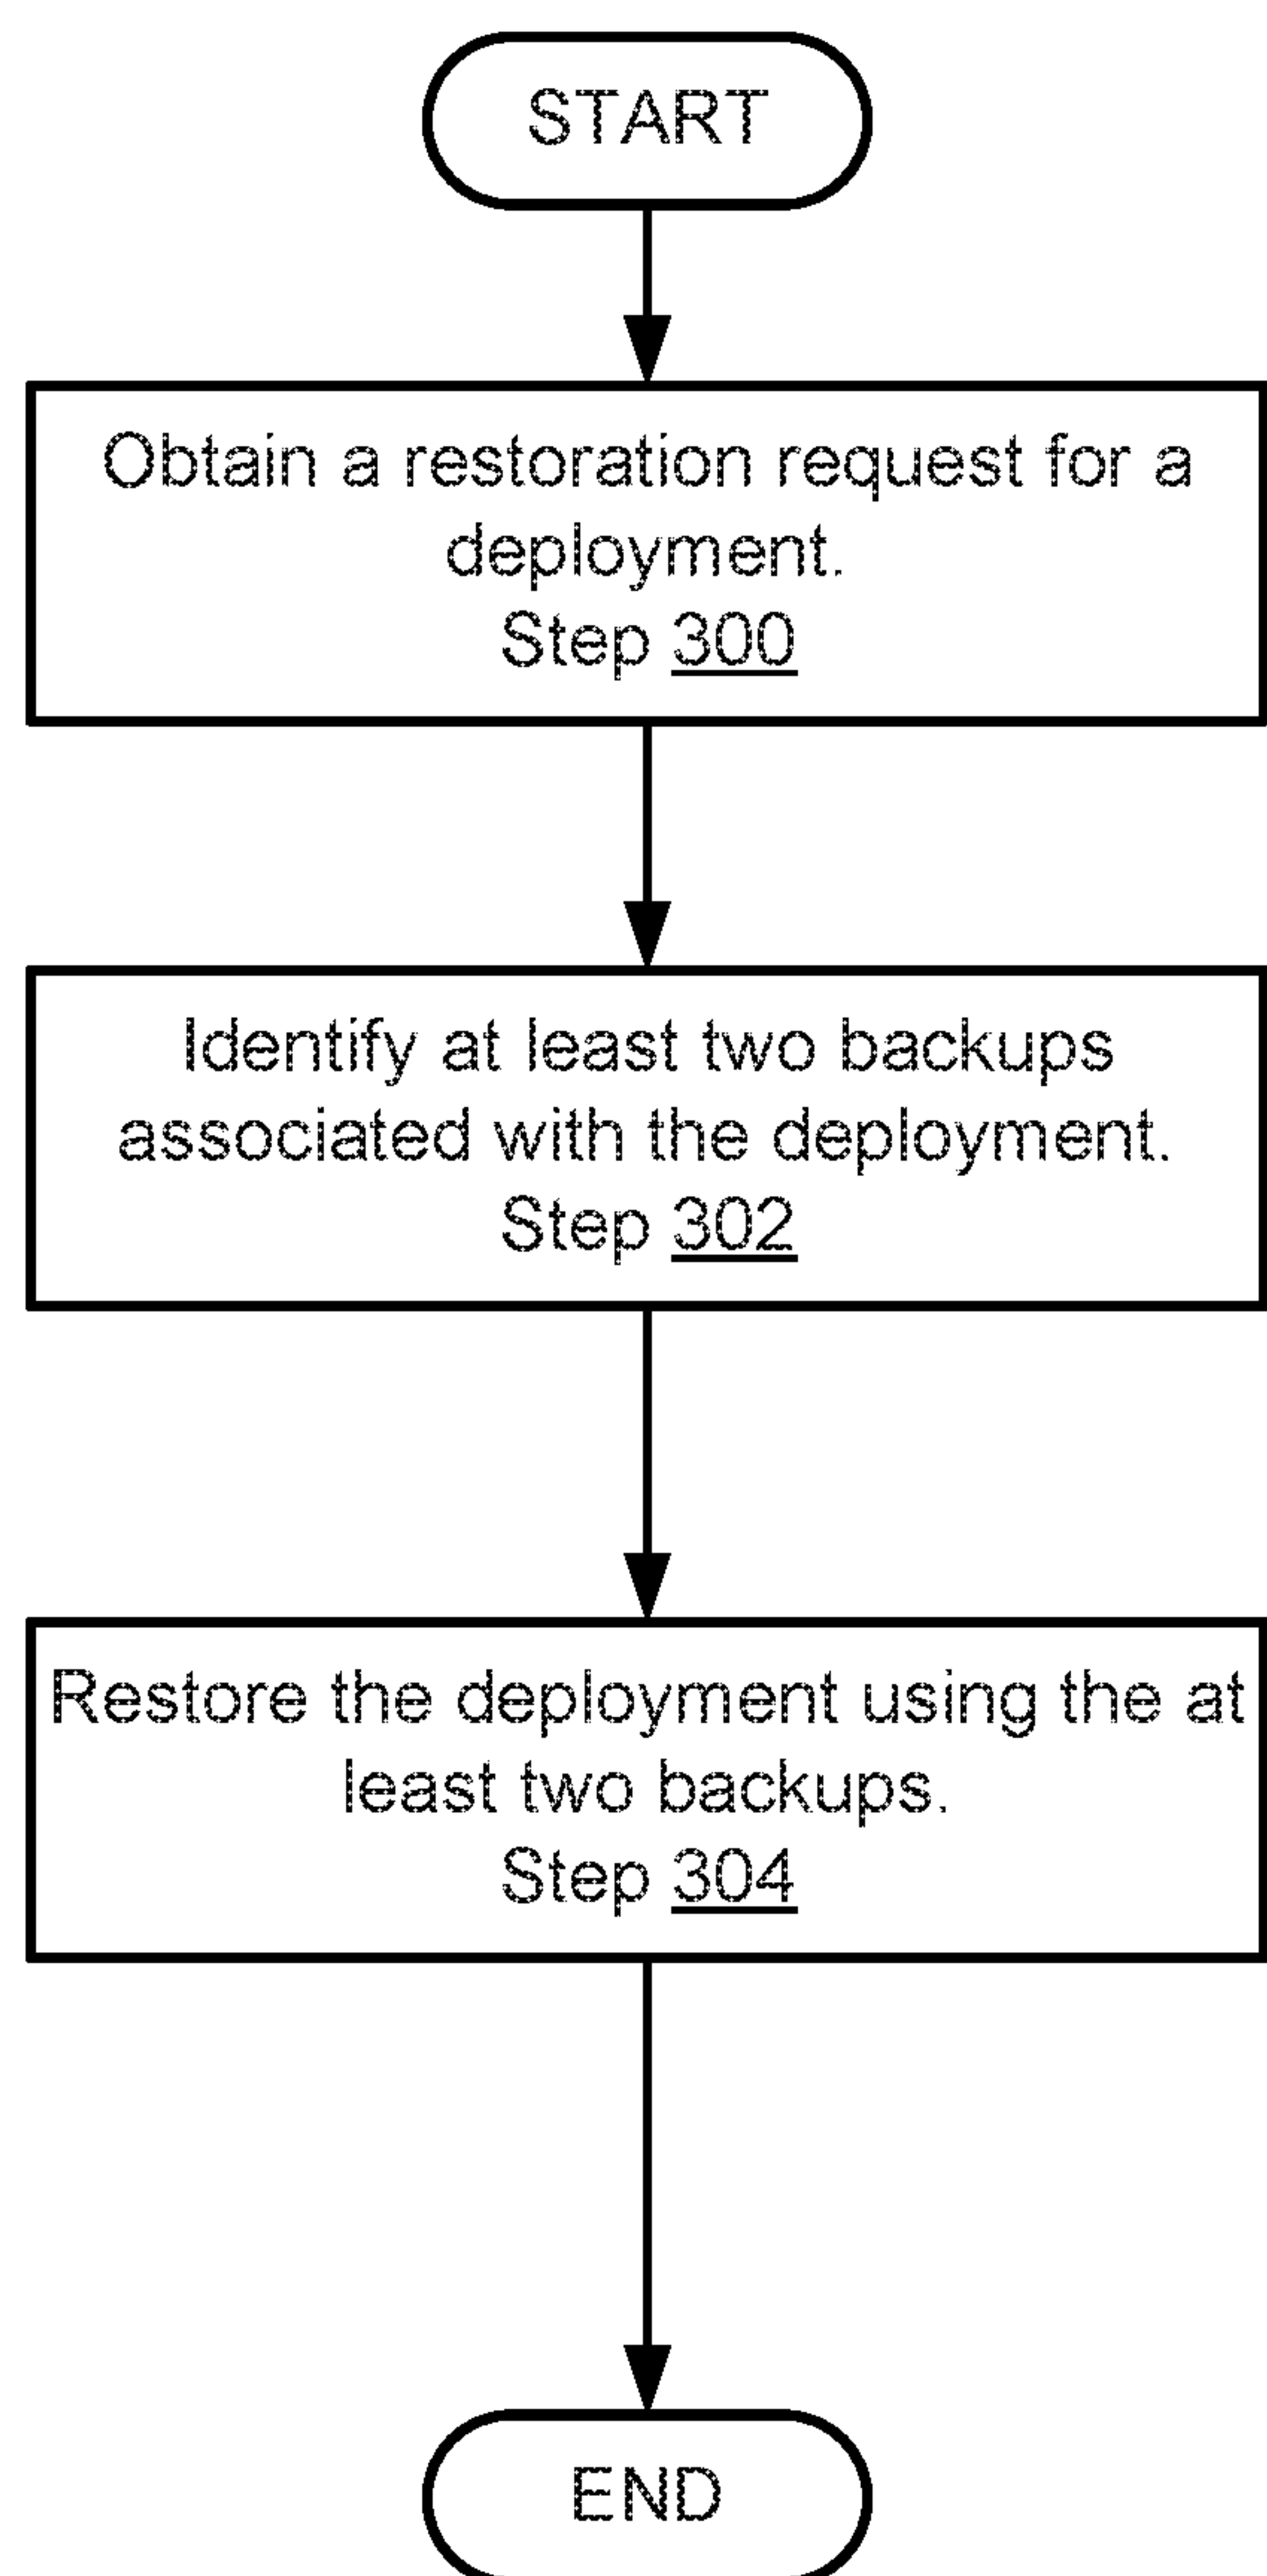 START
Obtain a restoration request for a
deployment.
Step 300
Identify at least two backups
associated with the deployment.
Step 302
Restore the deployment using the at
least two backups.
Step 304
END